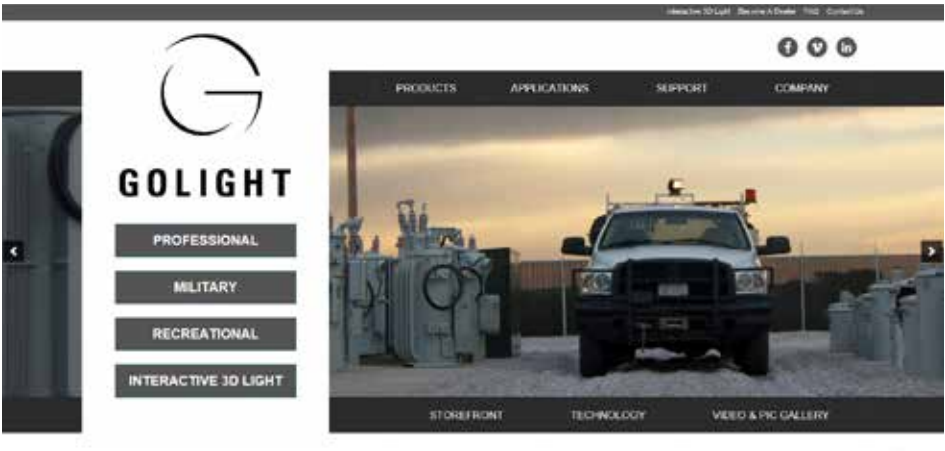 Interactive 3D Light Become A Dealer FAQ Contact Us
PRODUCTS APPLICATIONS SUPPORT COMPANY
GOLIGHT
PROFESSIONAL
MILITARY
RECREATIONAL
INTERACTIVE 3D LIGHT
STOREFRONT TECHNOLOGY VIDEO & PIC GALLERY